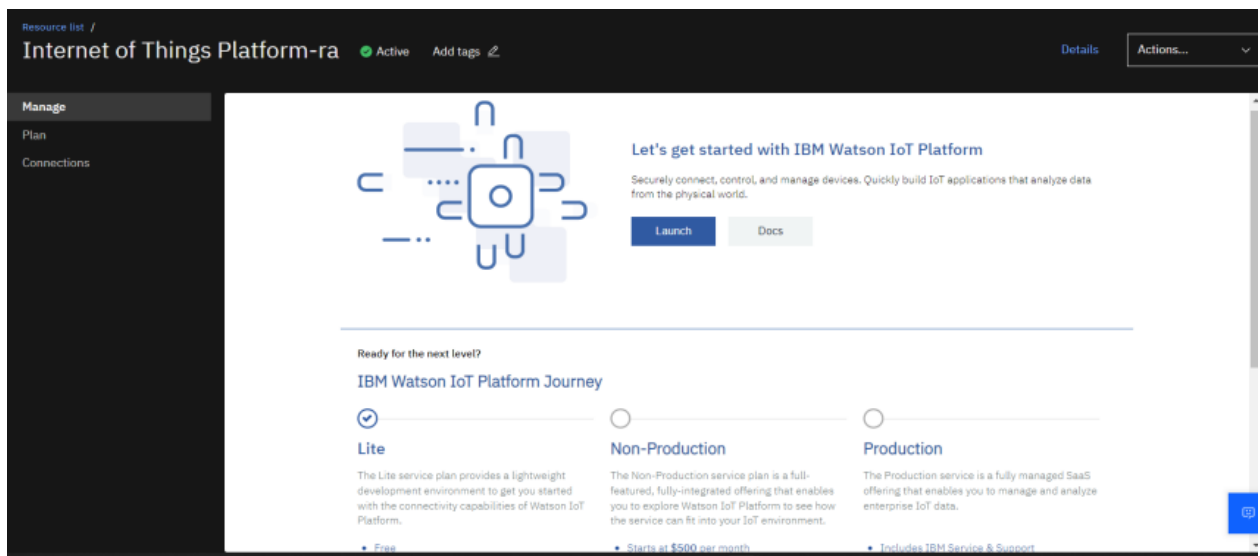 Resource list /
Internet of Things Platform-ra
Active
Add tags
Details
Actions...
Manage
Plan
Connections
Let's get started with IBM Watson IoT Platform
Securely connect, control, and manage devices. Quickly build IoT applications that analyze data
from the physical world.
Launch
Docs
Ready for the next level?
IBM Watson IoT Platform Journey
Lite
The Lite service plan provides a lightweight
development environment to get you started
with the connectivity capabilities of Watson IoT
Platform.
• Free
Non-Production
The Non-Production service plan is a full-
featured, fully-integrated offering that enables
you to explore Watson IoT Platform to see how
the service can fit into your IoT environment.
• Starts at $500 per month
Production
The Production service is a fully managed SaaS
offering that enables you to manage and analyze
enterprise IoT data.
• Includes IBM Service & Support